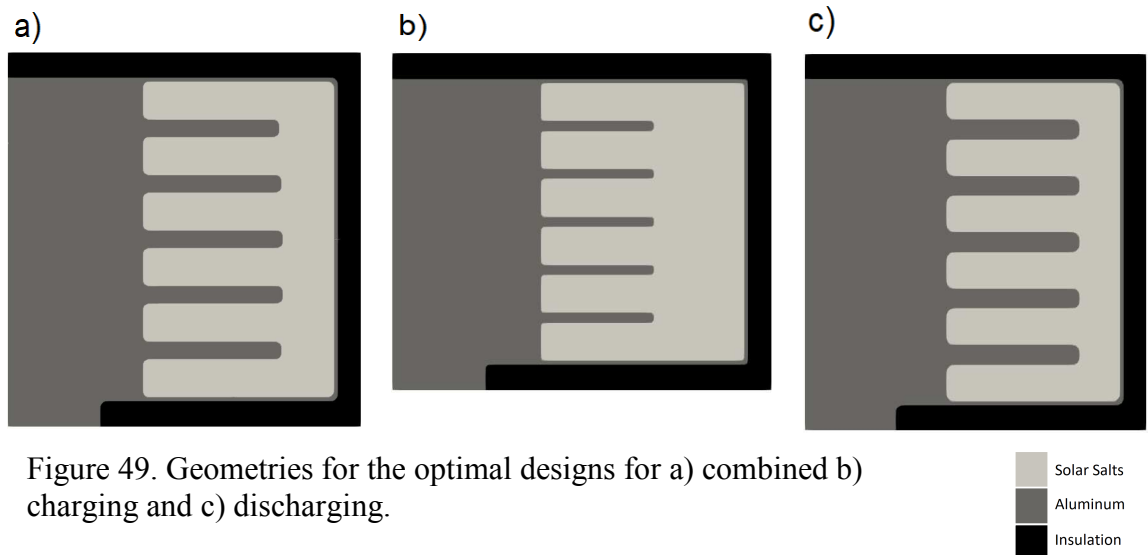 a)
b)
c)
Figure 49. Geometries for the optimal designs for a) combined b)
charging and c) discharging.
Solar Salts
Aluminum
Insulation